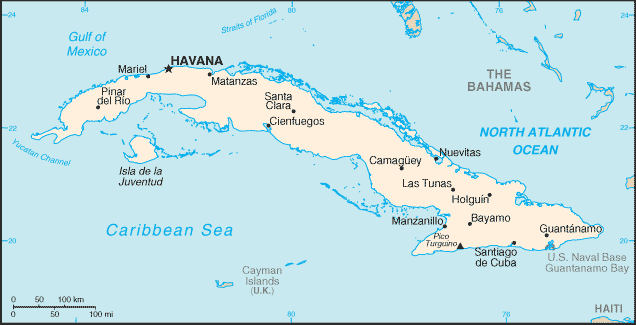 84
80
76
24
24
Straits of Florida
Gulf of
Mexico
HAVANA
Mariel
Matanzas
THE
BAHAMAS
Pinar
del Río
Santa
Clara
Cienfuegos
22
22
NORTH ATLANTIC
OCEAN
Yucatan Channel
Isla de la
Juventud
Camagüey
Nuevitas
Las Tunas
Holguín
Caribbean Sea
Manzanillo
Bayamo
Pico
Turquino
Guantánamo
20
20
Santiago
de Cuba
U.S. Naval Base
Guantanamo Bay
Cayman
Islands
(U.K.)
0 50 100 km
0 50 100 mi
80
76
HAITI